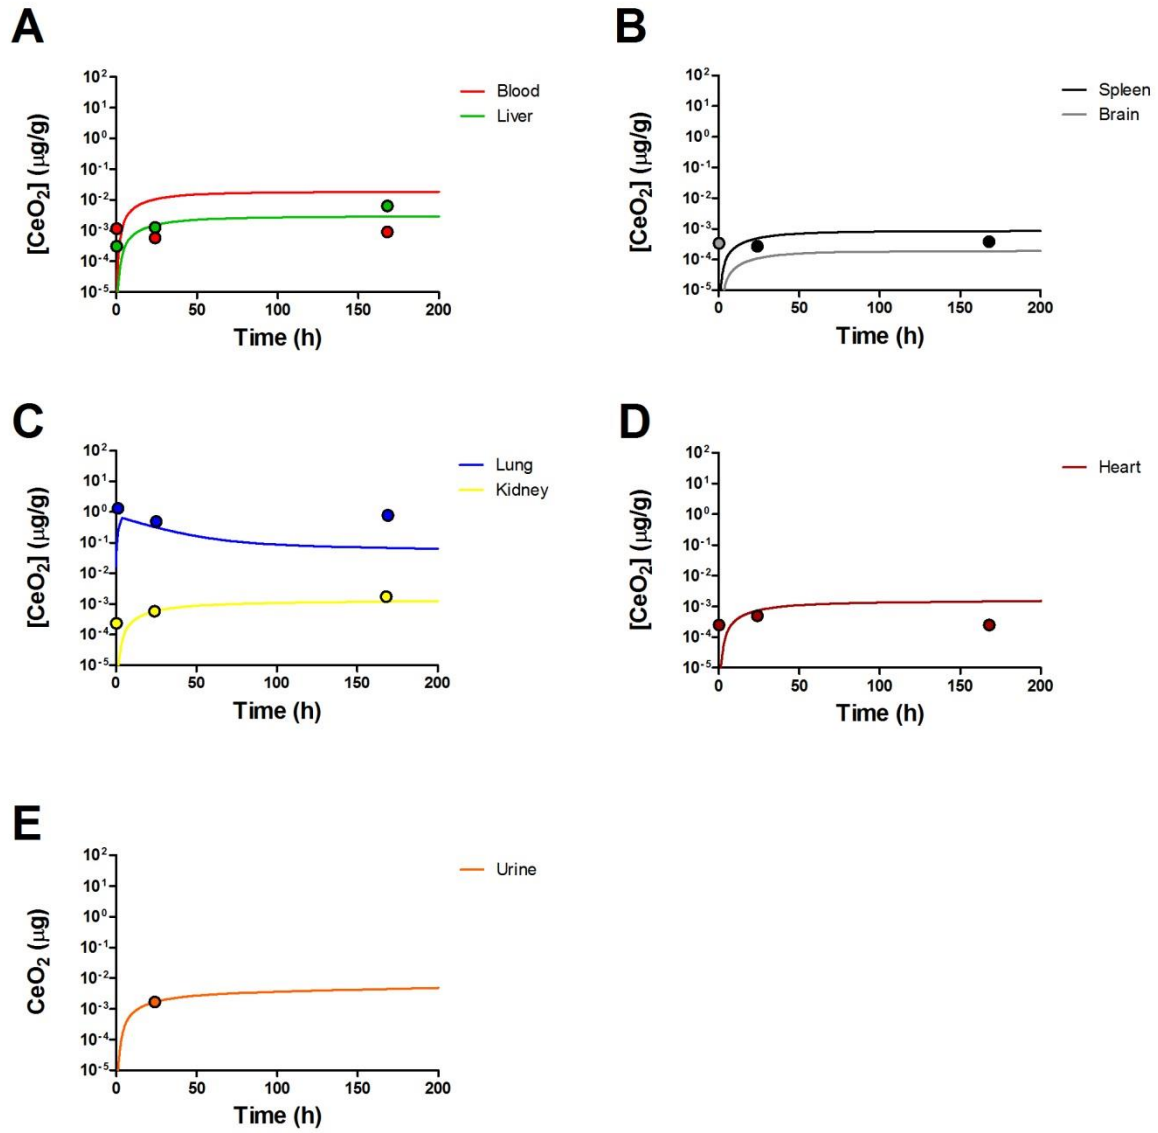 A
[CeO₂] (μg/g)
10²
10¹
10⁰
10⁻¹
10⁻²
10⁻³
10⁻⁴
10⁻⁵
0 50 100 150 200
Time (h)
Blood
Liver
B
[CeO₂] (μg/g)
10²
10¹
10⁰
10⁻¹
10⁻²
10⁻³
10⁻⁴
10⁻⁵
0 50 100 150 200
Time (h)
Spleen
Brain
C
[CeO₂] (μg/g)
10²
10¹
10⁰
10⁻¹
10⁻²
10⁻³
10⁻⁴
10⁻⁵
0 50 100 150 200
Time (h)
Lung
Kidney
D
[CeO₂] (μg/g)
10²
10¹
10⁰
10⁻¹
10⁻²
10⁻³
10⁻⁴
10⁻⁵
0 50 100 150 200
Time (h)
Heart
E
CeO₂ (μg)
10²
10¹
10⁰
10⁻¹
10⁻²
10⁻³
10⁻⁴
10⁻⁵
0 50 100 150 200
Time (h)
Urine